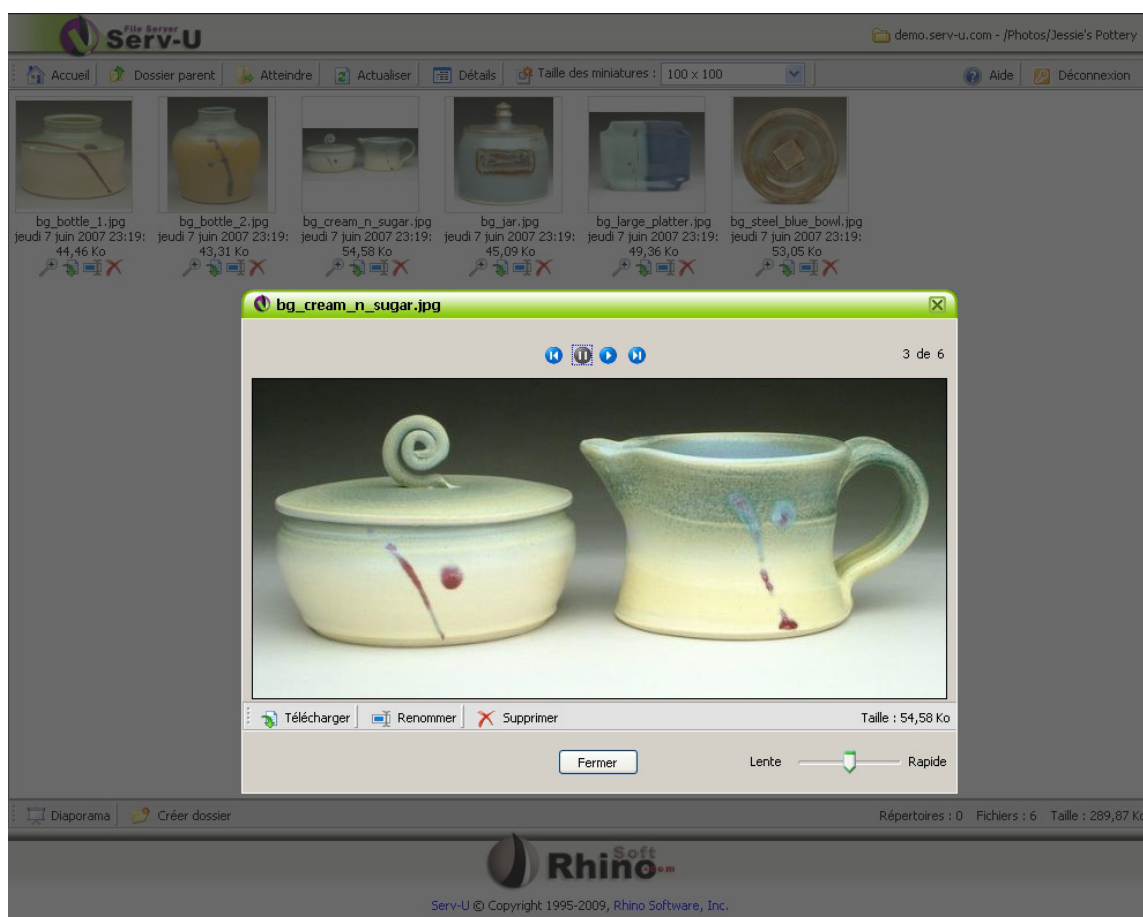 File Server
Serv-U
demo.serv-u.com - /Photos/Jessie's Pottery
Accueil Dossier parent Atteindre Actualiser Détails Taille des miniatures : 100 x 100 Aide Déconnexion
bg_bottle_1.jpg bg_bottle_2.jpg bg_cream_n_sugar.jpg bg_jar.jpg bg_large_platter.jpg bg_steel_blue_bowl.jpg
jeudi 7 juin 2007 23:19: jeudi 7 juin 2007 23:19: jeudi 7 juin 2007 23:19: jeudi 7 juin 2007 23:19: jeudi 7 juin 2007 23:19: jeudi 7 juin 2007 23:19:
44,46 Ko 43,31 Ko 54,58 Ko 45,09 Ko 49,36 Ko 53,05 Ko
bg_cream_n_sugar.jpg
3 de 6
Télécharger Renommer Supprimer Taille : 54,58 Ko
Fermer Lente Rapide
Diaporama Créer dossier Répertoires : 0 Fichiers : 6 Taille : 289,87 Ko
RhinoSoft.com
Serv-U © Copyright 1995-2009, Rhino Software, Inc.